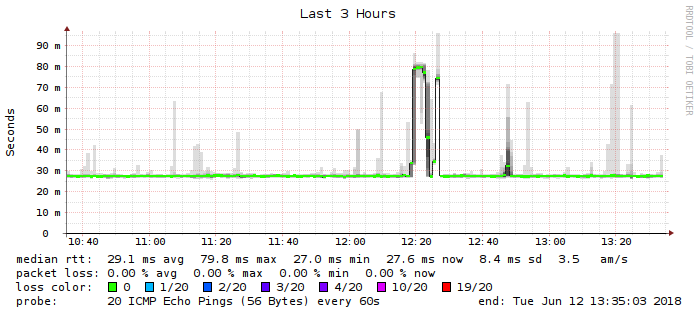 Last 3 Hours
RRDTOOL / TOBI OETIKER
Seconds
90 m
80 m
70 m
60 m
50 m
40 m
30 m
20 m
10 m
0
10:40 11:00 11:20 11:40 12:00 12:20 12:40 13:00 13:20
median rtt: 29.1 ms avg 79.8 ms max 27.0 ms min 27.6 ms now 8.4 ms sd 3.5 am/s
packet loss: 0.00 % avg 0.00 % max 0.00 % min 0.00 % now
loss color: 0 1/20 2/20 3/20 4/20 10/20 19/20
probe: 20 ICMP Echo Pings (56 Bytes) every 60s end: Tue Jun 12 13:35:03 2018